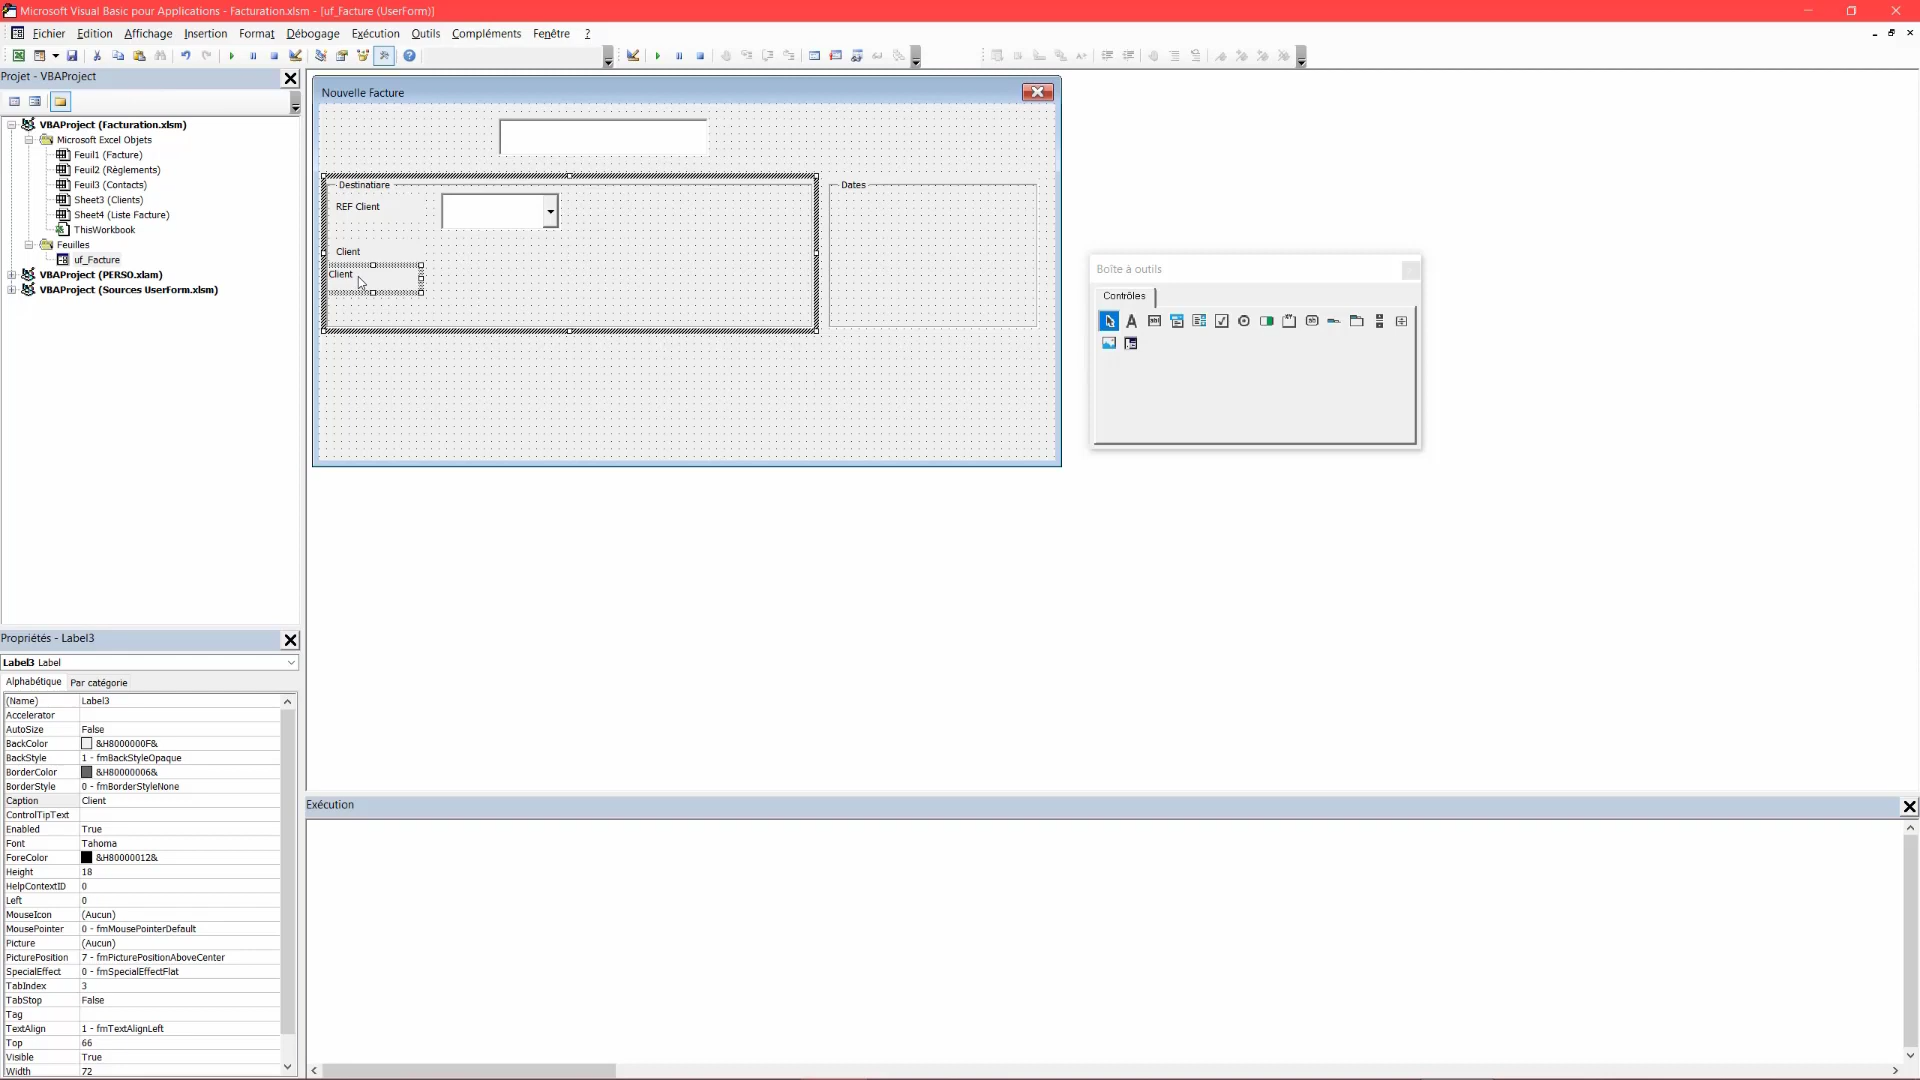 Microsoft Visual Basic pour Applications - Facturation.xlsm - [uf_Facture (UserForm)]
Fichier Edition Affichage Insertion Format Débogage Exécution Outils Compléments Fenêtre ?
Projet - VBAProject
VBAProject (Facturation.xlsm)
Microsoft Excel Objets
Feuil1 (Facture)
Feuil2 (Règlements)
Feuil3 (Contacts)
Sheet3 (Clients)
Sheet4 (Liste Facture)
ThisWorkbook
Feuilles
uf_Facture
VBAProject (PERSO.xlam)
VBAProject (Sources UserForm.xlsm)
Nouvelle Facture
Destinatiare
REF Client
Client
Client
Dates
Boîte à outils
Contrôles
Propriétés - Label3
Label3 Label
Alphabétique Par catégorie
(Name) Label3
Accelerator
AutoSize False
BackColor &H8000000F&
BackStyle 1 - fmBackStyleOpaque
BorderColor &H80000006&
BorderStyle 0 - fmBorderStyleNone
Caption Client
ControlTipText
Enabled True
Font Tahoma
ForeColor &H80000012&
Height 18
HelpContextID 0
Left 0
MouseIcon (Aucun)
MousePointer 0 - fmMousePointerDefault
Picture (Aucun)
PicturePosition 7 - fmPicturePositionAboveCenter
SpecialEffect 0 - fmSpecialEffectFlat
TabIndex 3
TabStop False
Tag
TextAlign 1 - fmTextAlignLeft
Top 66
Visible True
Width 72
Exécution